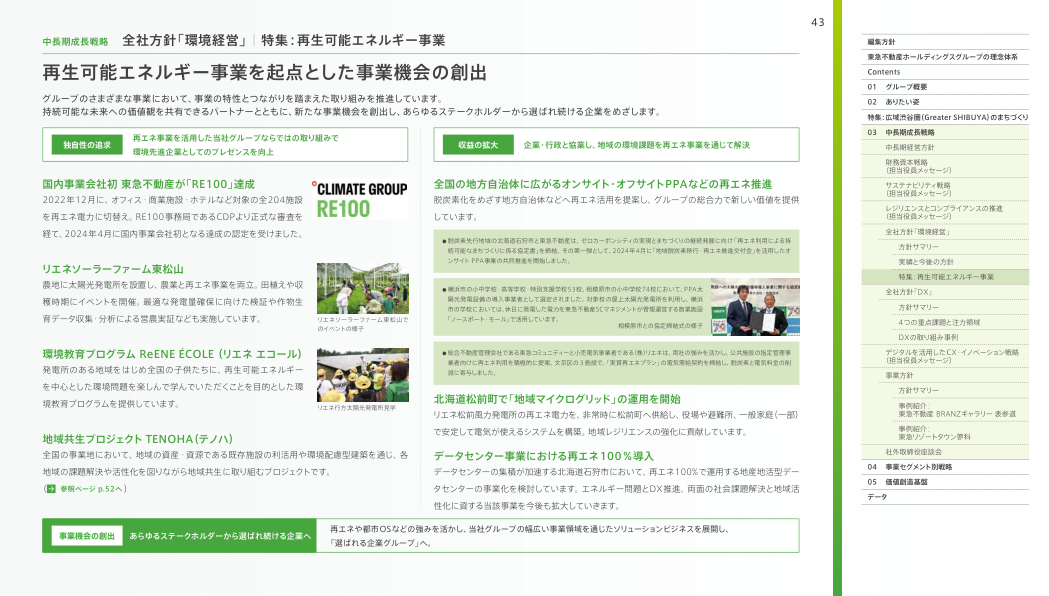 43
中長期成長戦略 全社方針「環境経営」｜特集：再生可能エネルギー事業
再生可能エネルギー事業を起点とした事業機会の創出
グループのさまざまな事業において、事業の特性とつながりを踏まえた取り組みを推進しています。
持続可能な未来への価値観を共有できるパートナーとともに、新たな事業機会を創出し、あらゆるステークホルダーから選ばれ続ける企業をめざします。
独自性の追求
再エネ事業を活用した当社グループならではの取り組みで
環境先進企業としてのプレゼンスを向上
国内事業会社初 東急不動産が「RE100」達成
2022年12月に、オフィス・商業施設・ホテルなど対象の全204施設
を再エネ電力に切替え。RE100事務局であるCDPより正式な審査を
経て、2024年4月に国内事業会社初となる達成の認定を受けました。
°CLIMATE GROUP
RE100
リエネソーラーファーム東松山
農地に太陽光発電所を設置し、農業と再エネ事業を両立。田植えや収
穫時期にイベントを開催。最適な発電量確保に向けた検証や作物生
育データ収集・分析による営農実証なども実施しています。
リエネソーラーファーム東松山で
のイベントの様子
環境教育プログラム ReENE ÉCOLE（リエネ エコール）
発電所のある地域をはじめ全国の子供たちに、再生可能エネルギー
を中心とした環境問題を楽しんで学んでいただくことを目的とした環
境教育プログラムを提供しています。
リエネ行方太陽光発電所見学
地域共生プロジェクト TENOHA（テノハ）
全国の事業地において、地域の資産・資源である既存施設の利活用や環境配慮型建築を通じ、各
地域の課題解決や活性化を図りながら地域共生に取り組むプロジェクトです。
（ 参照ページ p.52へ ）
収益の拡大
企業・行政と協業し、地域の環境課題を再エネ事業を通じて解決
全国の地方自治体に広がるオンサイト・オフサイトPPAなどの再エネ推進
脱炭素化をめざす地方自治体などへ再エネ活用を提案し、グループの総合力で新しい価値を提供
しています。
● 脱炭素先行地域の北海道石狩市と東急不動産は、ゼロカーボンシティの実現とまちづくりの継続発展に向け「再エネ利用による持
続可能なまちづくりに係る協定書」を締結。その第一弾として、2024年4月に「地域脱炭素移行・再エネ推進交付金」を活用したオ
ンサイト PPA事業の共同推進を開始しました。
● 横浜市の小中学校・高等学校・特別支援学校53校、相模原市の小中学校74校において、PPA太
陽光発電設備の導入事業者として選定されました。対象校の屋上太陽光発電所を利用し、横浜
市の学校においては、休日に発電した電力を東急不動産SCマネジメントが管理運営する商業施設
「ノースポート・モール」で活用しています。
相模原市との協定締結式の様子
● 総合不動産管理会社である東急コミュニティーと小売電気事業者である（株）リエネは、両社の強みを活かし、公共施設の指定管理事
業者向けに再エネ利用を積極的に提案。文京区の3施設で、「実質再エネプラン」の電気需給契約を締結し、脱炭素と電気料金の削
減に寄与しました。
北海道松前町で「地域マイクログリッド」の運用を開始
リエネ松前風力発電所の再エネ電力を、非常時に松前町へ供給し、役場や避難所、一般家庭（一部）
で安定して電気が使えるシステムを構築。地域レジリエンスの強化に貢献しています。
データセンター事業における再エネ100％導入
データセンターの集積が加速する北海道石狩市において、再エネ100％で運用する地産地活型デー
タセンターの事業化を検討しています。エネルギー問題とDX推進、両面の社会課題解決と地域活
性化に資する当該事業を今後も拡大していきます。
事業機会の創出
あらゆるステークホルダーから選ばれ続ける企業へ
再エネや都市OSなどの強みを活かし、当社グループの幅広い事業領域を通じたソリューションビジネスを展開し、
「選ばれる企業グループ」へ。
編集方針
東急不動産ホールディングスグループの理念体系
Contents
01 グループ概要
02 ありたい姿
特集：広域渋谷圏（Greater SHIBUYA）のまちづくり
03 中長期成長戦略
中長期経営方針
財務資本戦略
（担当役員メッセージ）
サステナビリティ戦略
（担当役員メッセージ）
レジリエンスとコンプライアンスの推進
（担当役員メッセージ）
全社方針「環境経営」
方針サマリー
実績と今後の方針
特集：再生可能エネルギー事業
全社方針「DX」
方針サマリー
4つの重点課題と注力領域
DXの取り組み事例
デジタルを活用したCX・イノベーション戦略
（担当役員メッセージ）
事業方針
方針サマリー
事例紹介：
東急不動産 BRANZギャラリー 表参道
事例紹介：
東急リゾートタウン蓼科
社外取締役座談会
04 事業セグメント別戦略
05 価値創造基盤
データ